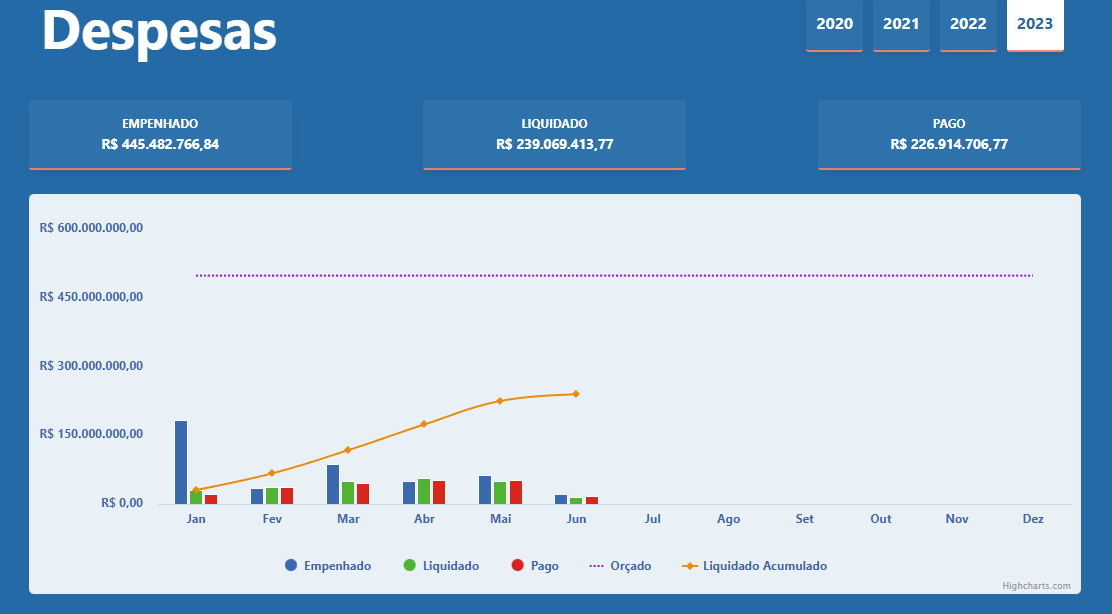 Despesas
2020 2021 2022 2023
EMPENHADO
R$ 445.482.766,84
LIQUIDADO
R$ 239.069.413,77
PAGO
R$ 226.914.706,77
R$ 600.000.000,00
R$ 450.000.000,00
R$ 300.000.000,00
R$ 150.000.000,00
R$ 0,00
Jan Fev Mar Abr Mai Jun Jul Ago Set Out Nov Dez
Empenhado Liquidado Pago Orçado Liquidado Acumulado
Highcharts.com